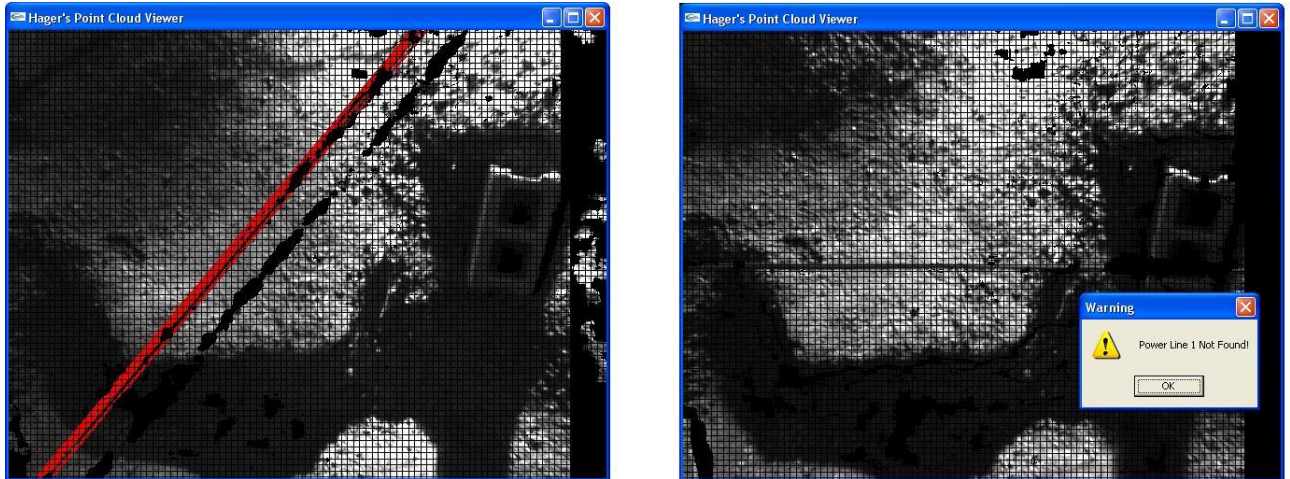 Hager's Point Cloud Viewer
Hager's Point Cloud Viewer
Warning
Power Line 1 Not Found!
OK